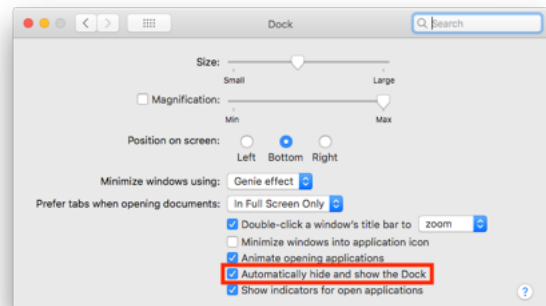 Dock
Search
Size:
Small Large
Magnification:
Min Max
Position on screen:
Left Bottom Right
Minimize windows using: Genie effect
Prefer tabs when opening documents: In Full Screen Only
Double-click a window's title bar to zoom
Minimize windows into application icon
Animate opening applications
Automatically hide and show the Dock
Show indicators for open applications
?